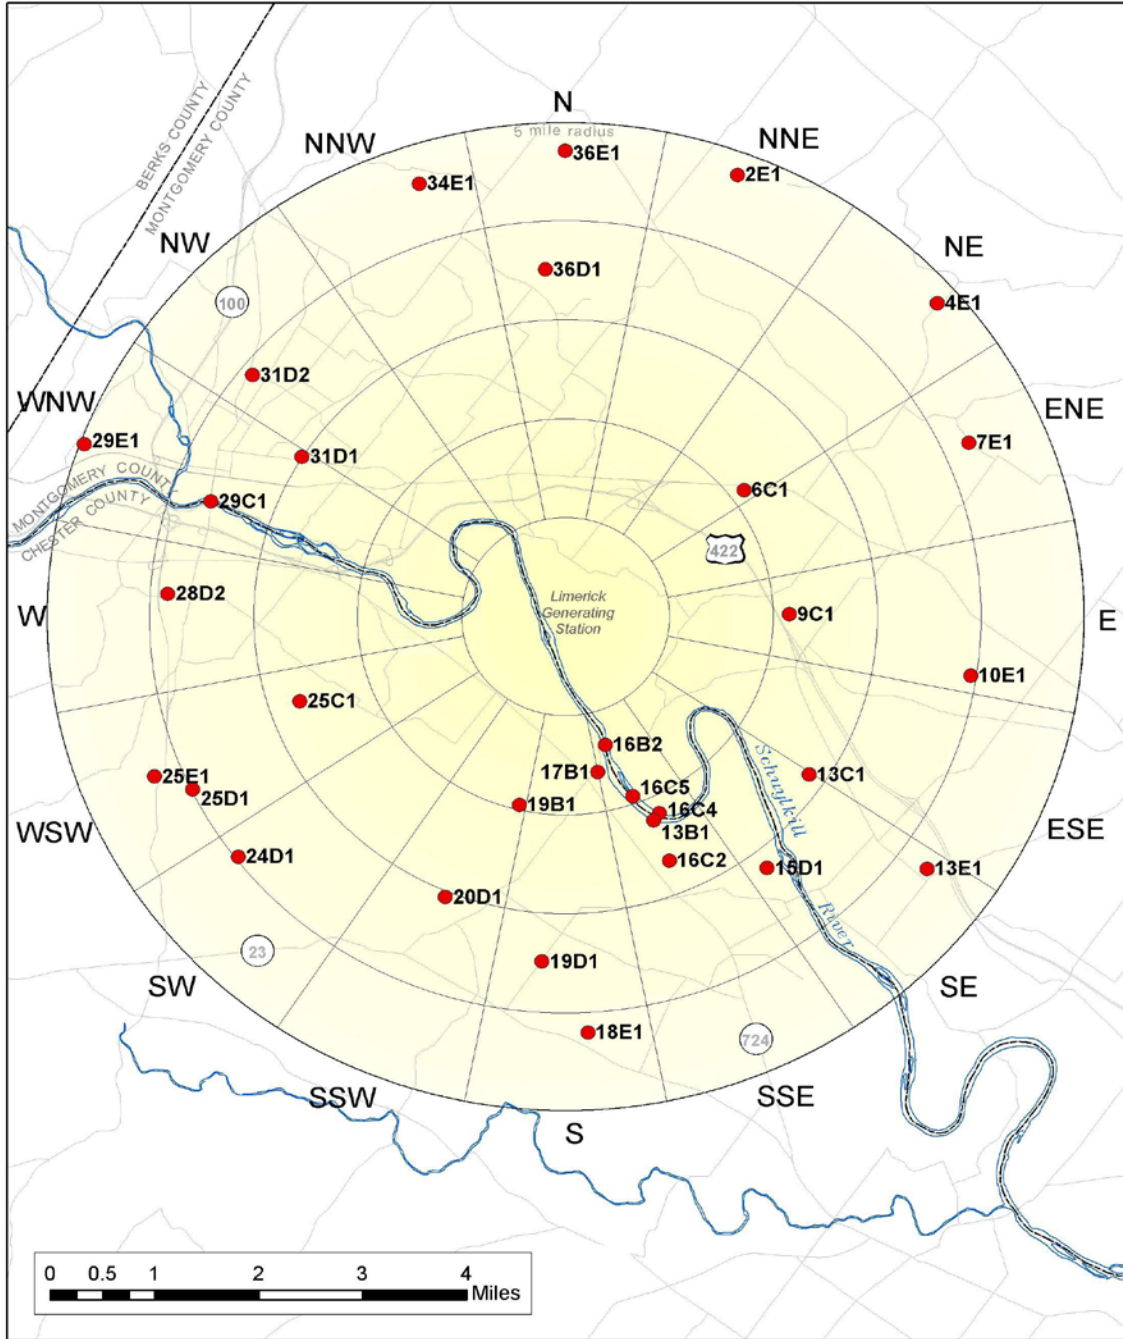 N
5 mile radius
NNW
NNE
36E1
2E1
34E1
BERKS COUNTY
MONTGOMERY COUNTY
NW
NE
36D1
100
4E1
31D2
WNW
ENE
29E1
7E1
31D1
6C1
MONTGOMERY COUNTY
29C1
CHESTER COUNTY
422
28D2
Limerick
Generating
Station
W
9C1
E
10E1
25C1
16B2
17B1
Schuylkill
25E1
13C1
25D1
16C5
19B1
16C4
WSW
13B1
ESE
24D1
16C2
15D1
13E1
20D1
River
23
19D1
SW
SE
18E1
724
SSW
SSE
S
0 0.5 1 2 3 4
Miles